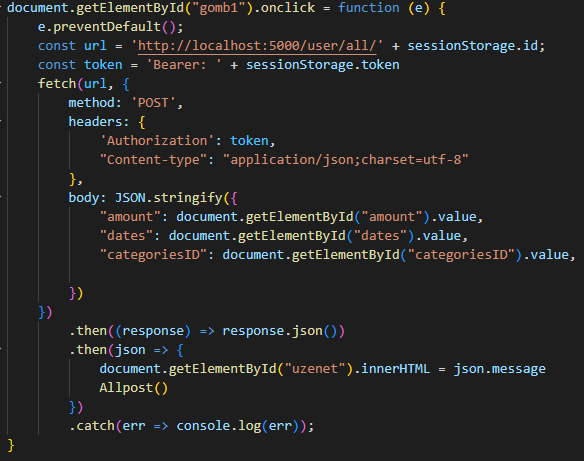 document.getElementById("gomb1").onclick = function (e) {
    e.preventDefault();
    const url = 'http://localhost:5000/user/all/' + sessionStorage.id;
    const token = 'Bearer: ' + sessionStorage.token
    fetch(url, {
        method: 'POST',
        headers: {
            'Authorization': token,
            "Content-type": "application/json;charset=utf-8"
        },
        body: JSON.stringify({
            "amount": document.getElementById("amount").value,
            "dates": document.getElementById("dates").value,
            "categoriesID": document.getElementById("categoriesID").value,

        })
    })
        .then((response) => response.json())
        .then(json => {
            document.getElementById("uzenet").innerHTML = json.message
            Allpost()
        })
        .catch(err => console.log(err));
}